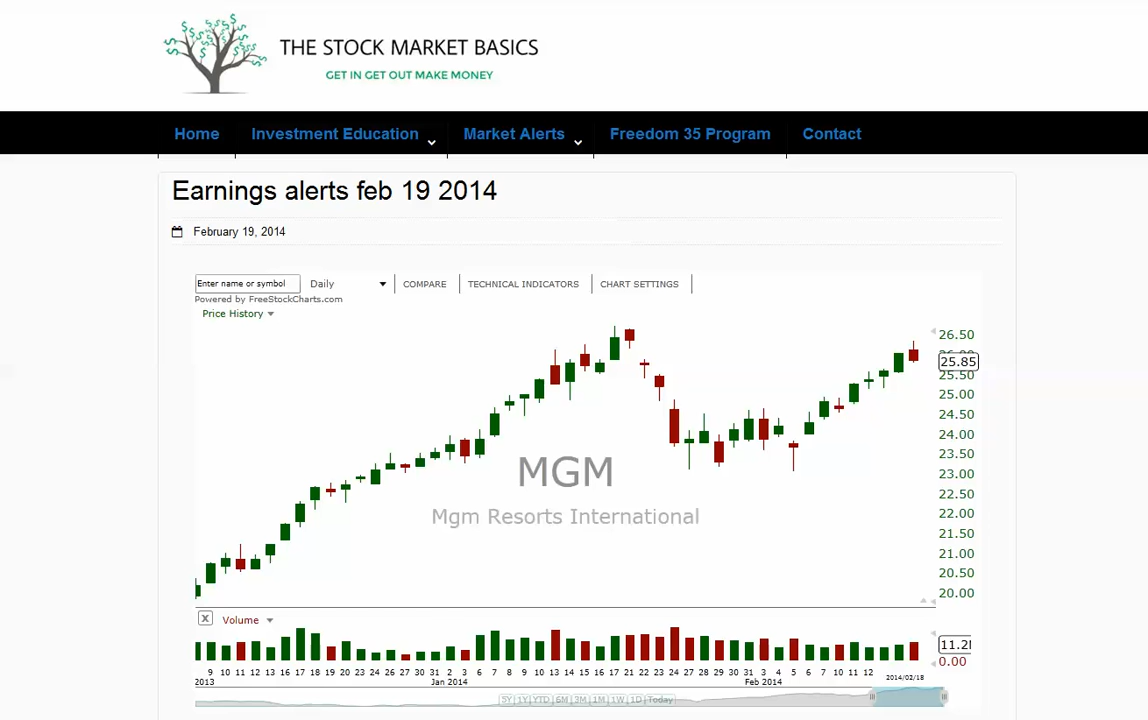 THE STOCK MARKET BASICS
GET IN GET OUT MAKE MONEY
Home Investment Education Market Alerts Freedom 35 Program Contact
Earnings alerts feb 19 2014
February 19, 2014
Enter name or symbol Daily COMPARE TECHNICAL INDICATORS CHART SETTINGS
Powered by FreeStockCharts.com
Price History
26.50
25.85
25.50
25.00
24.50
24.00
23.50
23.00
MGM
22.50
Mgm Resorts International
22.00
21.50
21.00
20.50
20.00
X Volume
11.2
0.00
9 10 11 12 13 16 17 18 19 20 23 24 26 27 30 31 2 3 6 7 8 9 10 13 14 15 16 17 21 22 23 24 27 28 29 30 31 3 4 5 6 7 10 11 12
2013 Jan 2014 Feb 2014 2014/02/18
5Y 1Y YTD 6M 3M 1M 1W 1D Today